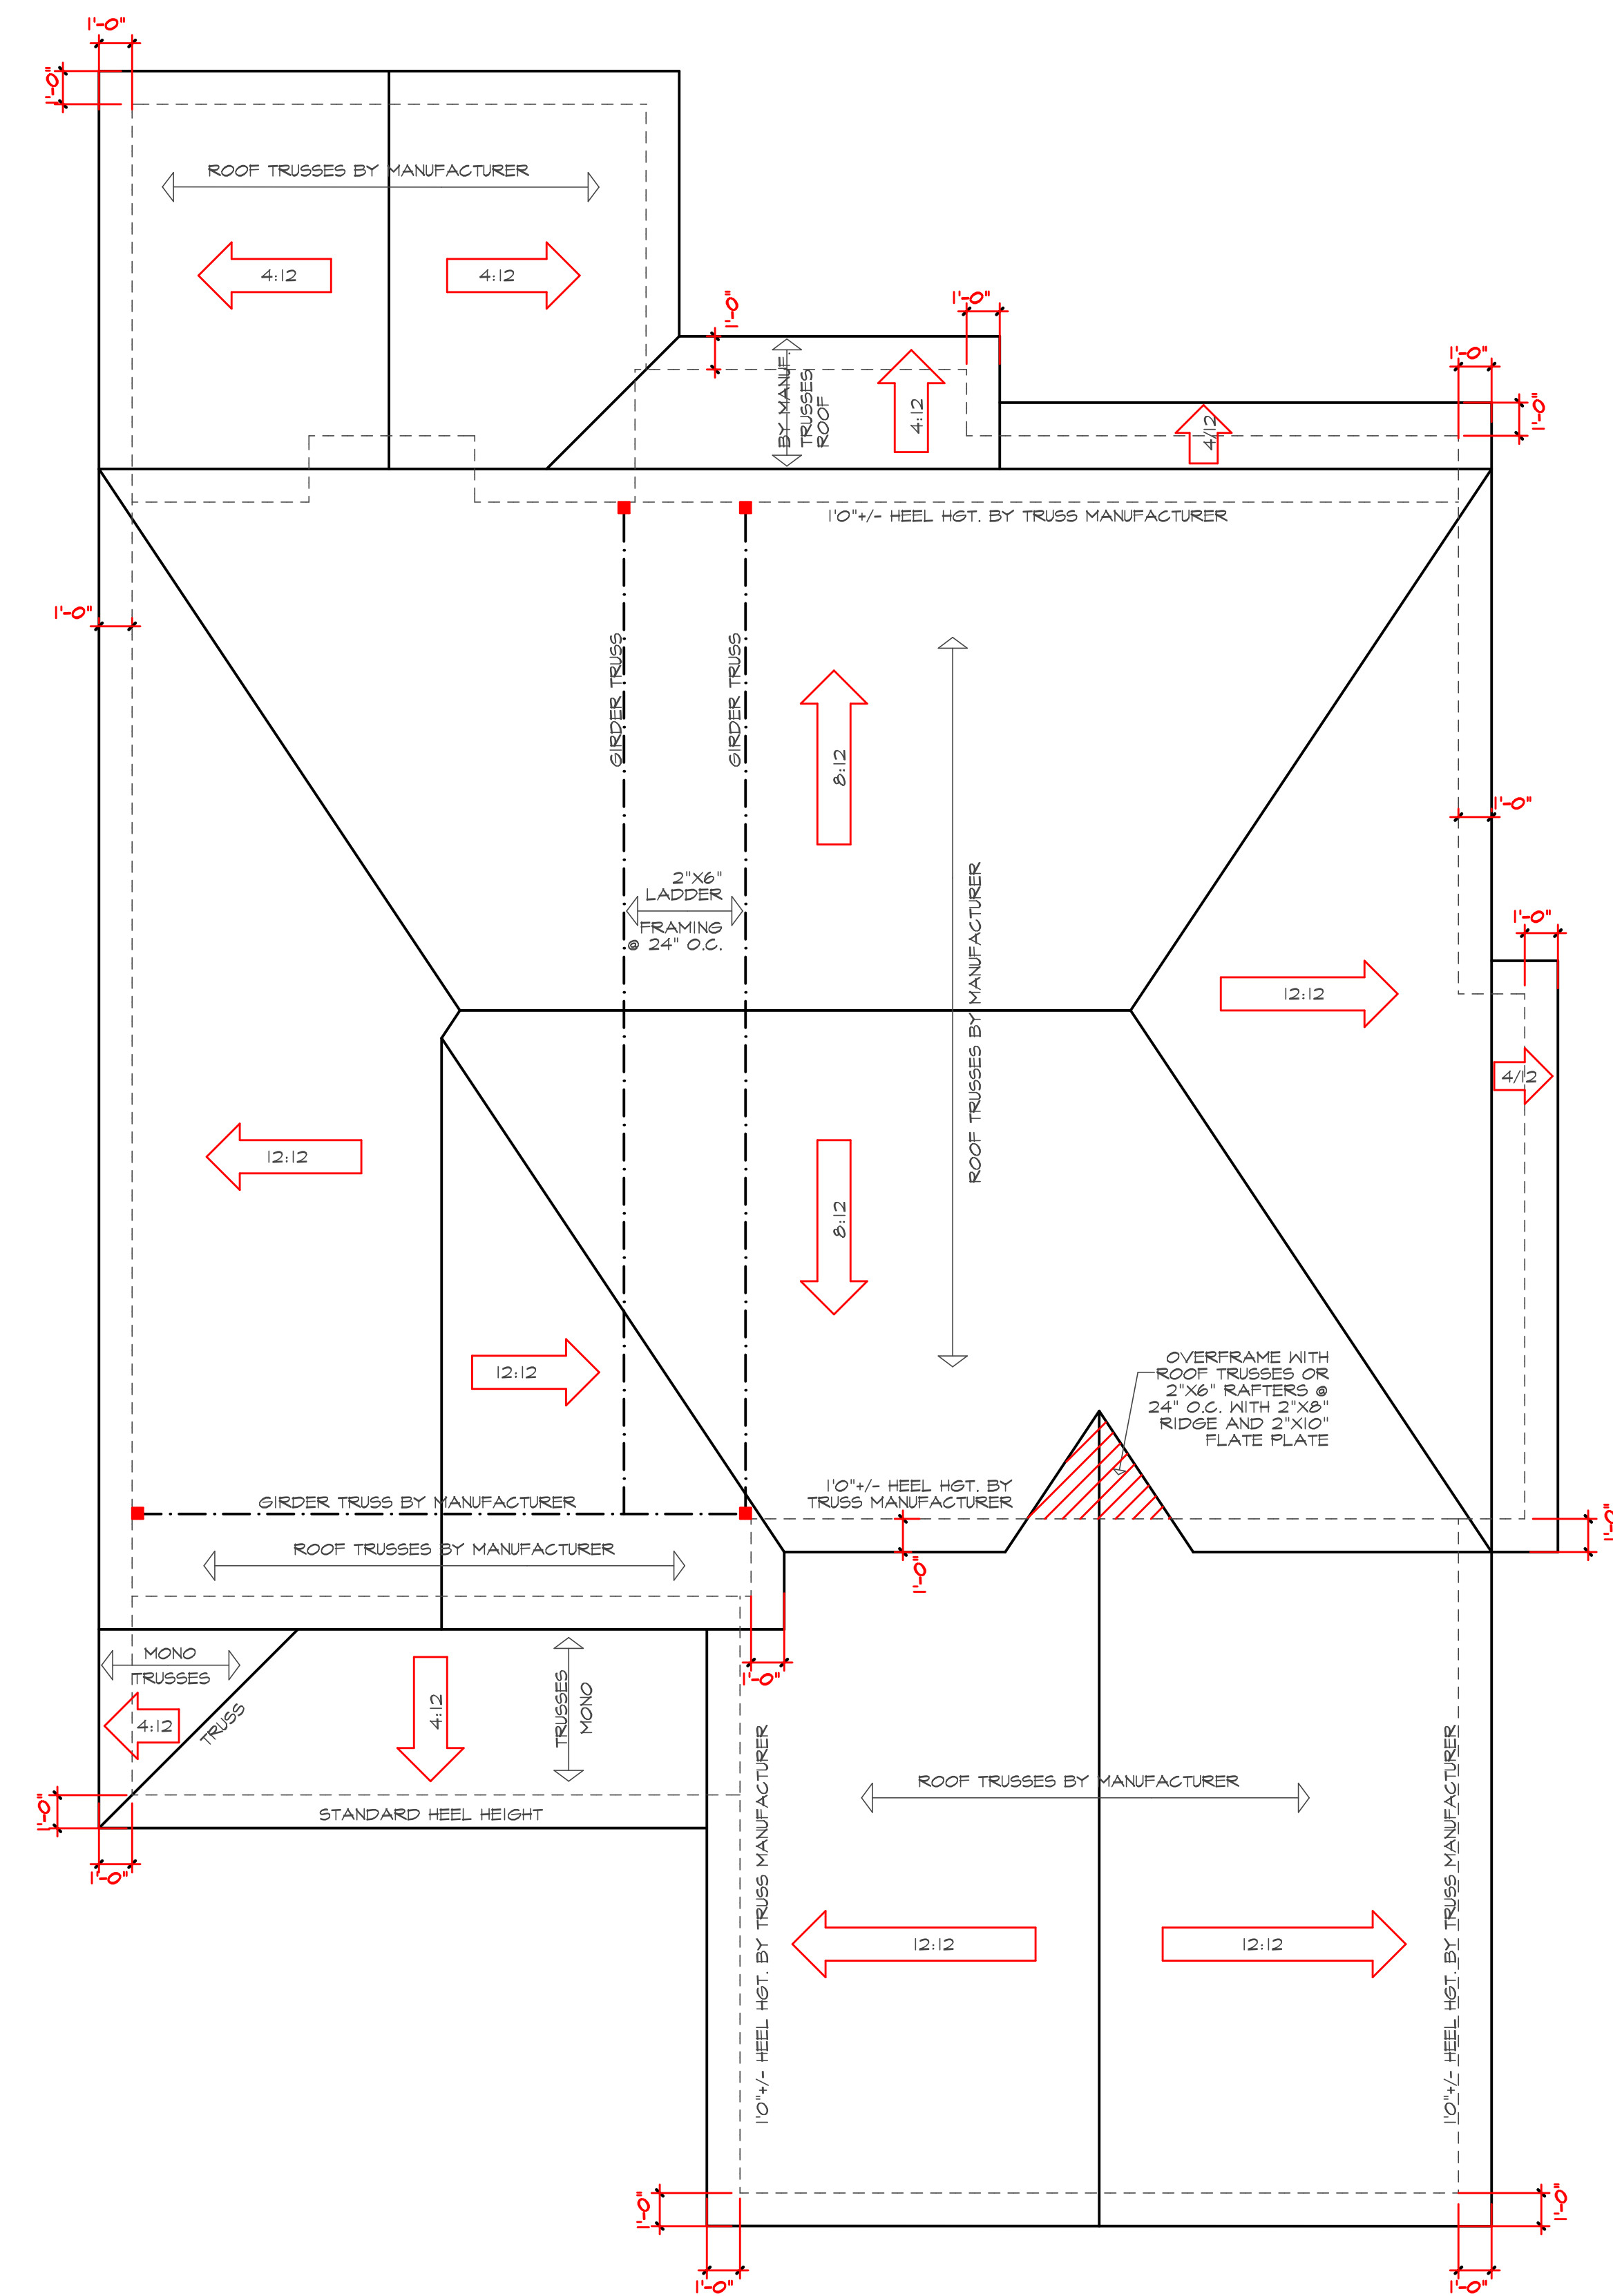 1'-0"
1'-0"
ROOF TRUSSES BY MANUFACTURER
4:12
4:12
1'-0"
1'-0"
BY MANUF.
TRUSSES
ROOF
4:12
1'-0"
1'-0"
4/12
1'0"+/- HEEL HGT. BY TRUSS MANUFACTURER
1'-0"
GIRDER TRUSS
GIRDER TRUSS
8:12
1'-0"
2"X6"
LADDER
FRAMING
@ 24" O.C.
ROOF TRUSSES BY MANUFACTURER
1'-0"
12:12
4/12
12:12
8:12
12:12
OVERFRAME WITH
ROOF TRUSSES OR
2"X6" RAFTERS @
24" O.C. WITH 2"X8"
RIDGE AND 2"X10"
FLATE PLATE
1'0"+/- HEEL HGT. BY
TRUSS MANUFACTURER
GIRDER TRUSS BY MANUFACTURER
1'-0"
1'-0"
ROOF TRUSSES BY MANUFACTURER
MONO
TRUSSES
1'-0"
4:12
TRUSS
4:12
TRUSSES
MONO
STANDARD HEEL HEIGHT
1'-0"
1'-0"
ROOF TRUSSES BY MANUFACTURER
1'0"+/- HEEL HGT. BY TRUSS MANUFACTURER
1'0"+/- HEEL HGT. BY TRUSS MANUFACTURER
12:12
12:12
1'-0"
1'-0"
1'-0"
1'-0"